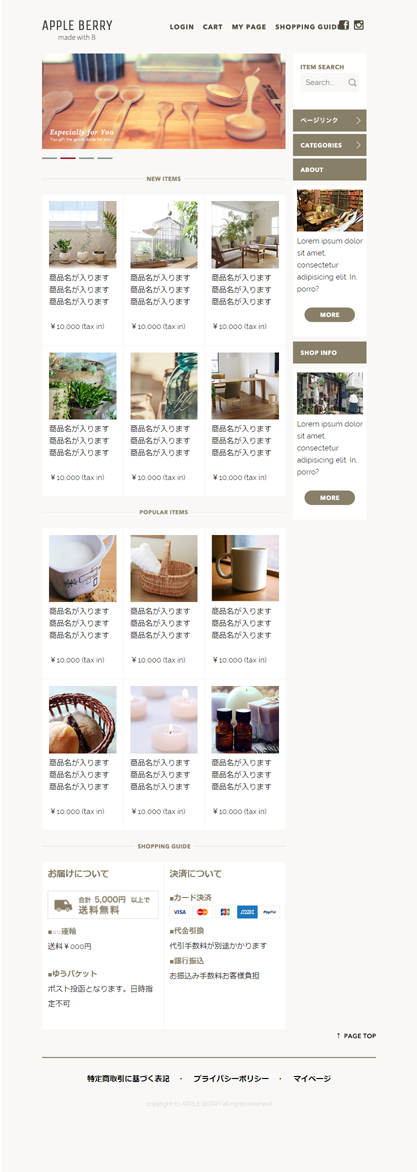 APPLE BERRY
made with B
LOGIN CART MY PAGE SHOPPING GUIDE
Especially for You
ITEM SEARCH
Search..
ページリンク
CATEGORIES
ABOUT
Lorem ipsum dolor
sit amet,
consectetur
adipisicing elit. In,
porro?
MORE
SHOP INFO
Lorem ipsum dolor
sit amet,
consectetur
adipisicing elit. In,
porro?
MORE
NEW ITEMS
商品名が入ります 商品名が入ります 商品名が入ります
商品名が入ります 商品名が入ります 商品名が入ります
商品名が入ります 商品名が入ります 商品名が入ります
¥10,000 (tax in) ¥10,000 (tax in) ¥10,000 (tax in)
商品名が入ります 商品名が入ります 商品名が入ります
商品名が入ります 商品名が入ります 商品名が入ります
商品名が入ります 商品名が入ります 商品名が入ります
¥10,000 (tax in) ¥10,000 (tax in) ¥10,000 (tax in)
POPULAR ITEMS
商品名が入ります 商品名が入ります 商品名が入ります
商品名が入ります 商品名が入ります 商品名が入ります
商品名が入ります 商品名が入ります 商品名が入ります
¥10,000 (tax in) ¥10,000 (tax in) ¥10,000 (tax in)
商品名が入ります 商品名が入ります 商品名が入ります
商品名が入ります 商品名が入ります 商品名が入ります
商品名が入ります 商品名が入ります 商品名が入ります
¥10,000 (tax in) ¥10,000 (tax in) ¥10,000 (tax in)
SHOPPING GUIDE
お届けについて
合計 5,000円 以上で
送料無料
■○○運輸
送料¥000円
■ゆうパケット
ポスト投函となります。日時指
定不可
決済について
■カード決済
VISA JCB PayPal
■代金引換
代引手数料が別途かかります
■銀行振込
お振込み手数料お客様負担
↑ PAGE TOP
特定商取引に基づく表記 ・ プライバシーポリシー ・ マイページ
copyright (c) APPLE BERRY all rights reserved.